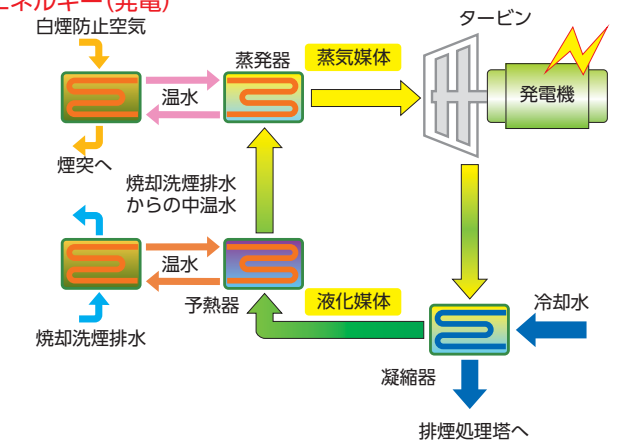 エネルギー(発電)
白煙防止空気
タービン
蒸発器
蒸気媒体
温水
発電機
煙突へ
焼却洗煙排水
からの中温水
温水
予熱器
液化媒体
冷却水
焼却洗煙排水
凝縮器
排煙処理塔へ